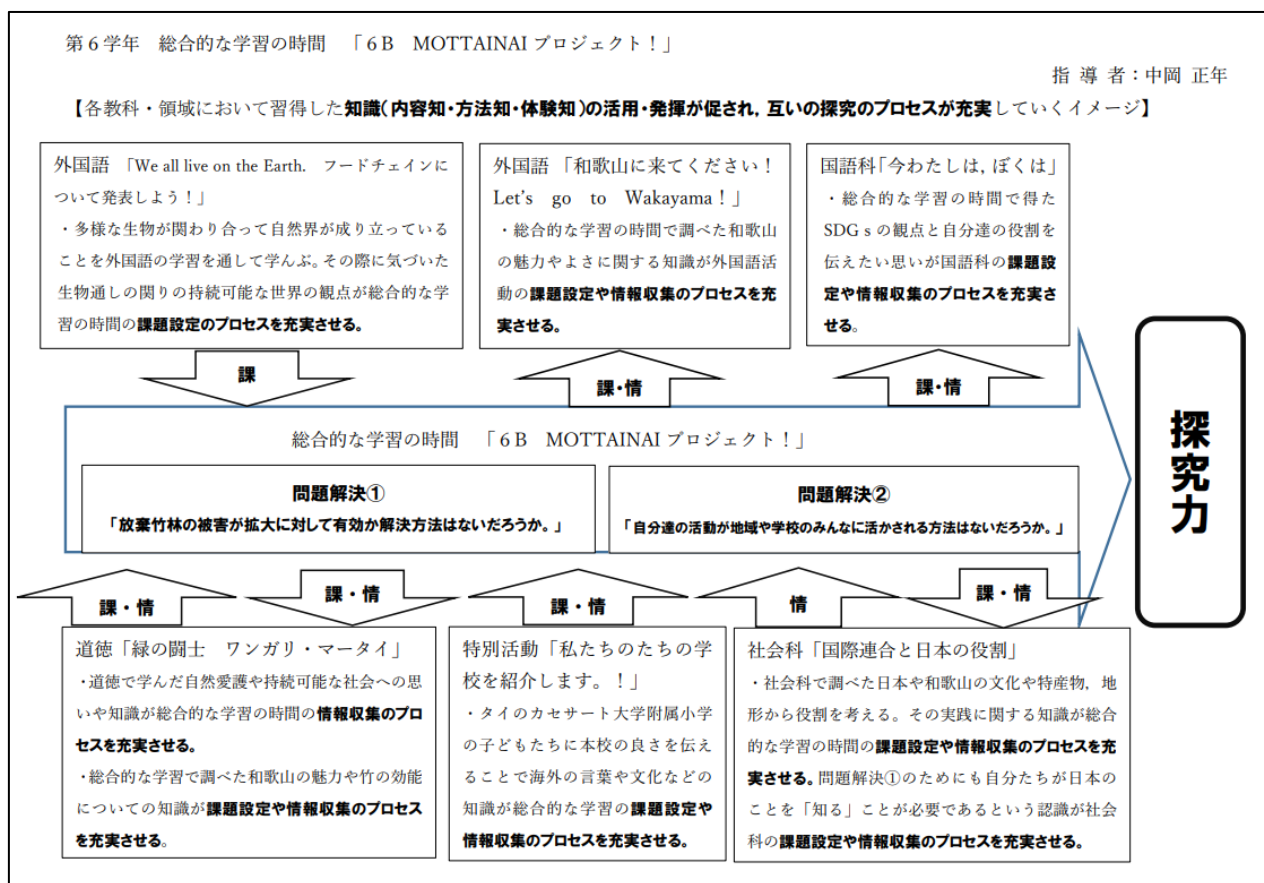 第6学年　総合的な学習の時間　「6B　MOTTAINAIプロジェクト！」
指 導 者：中岡 正年
【各教科・領域において習得した知識（内容知・方法知・体験知）の活用・発揮が促され，互いの探究のプロセスが充実していくイメージ】
外国語　「We all live on the Earth.　フードチェインに
ついて発表しよう！」
・多様な生物が関わり合って自然界が成り立っている
ことを外国語の学習を通して学んぶ。その際に気づいた
生物通しの関りの持続可能な世界の観点が総合的な学
習の時間の課題設定のプロセスを充実させる。
外国語　「和歌山に来てください！
Let's　go　to　Wakayama！」
・総合的な学習の時間で調べた和歌山
の魅力やよさに関する知識が外国語活
動の課題設定や情報収集のプロセスを充
実させる。
国語科「今わたしは，ぼくは」
・総合的な学習の時間で得た
SDGｓの観点と自分達の役割を
伝えたい思いが国語科の課題設
定や情報収集のプロセスを充実さ
せる。
課
課・情
課・情
総合的な学習の時間　「6B　MOTTAINAIプロジェクト！」
問題解決①
「放棄竹林の被害が拡大に対して有効か解決方法はないだろうか。」
問題解決②
「自分達の活動が地域や学校のみんなに活かされる方法はないだろうか。」
探究力
課・情
課・情
課・情
情
課・情
道徳「緑の闘士　ワンガリ・マータイ」
・道徳で学んだ自然愛護や持続可能な社会への思
いや知識が総合的な学習の時間の情報収集のプロ
セスを充実させる。
・総合的な学習で調べた和歌山の魅力や竹の効能
についての知識が課題設定や情報収集のプロセス
を充実させる。
特別活動「私たちのたちの学
校を紹介します。！」
・タイのカセサート大学附属小学
の子どもたちに本校の良さを伝え
ることで海外の言葉や文化などの
知識が総合的な学習の課題設定や
情報収集のプロセスを充実させる。
社会科「国際連合と日本の役割」
・社会科で調べた日本や和歌山の文化や特産物，地
形から役割を考える。その実践に関する知識が総合
的な学習の時間の課題設定や情報収集のプロセスを充
実させる。問題解決①のためにも自分たちが日本の
ことを「知る」ことが必要であるという認識が社会
科の課題設定や情報収集のプロセスを充実させる。